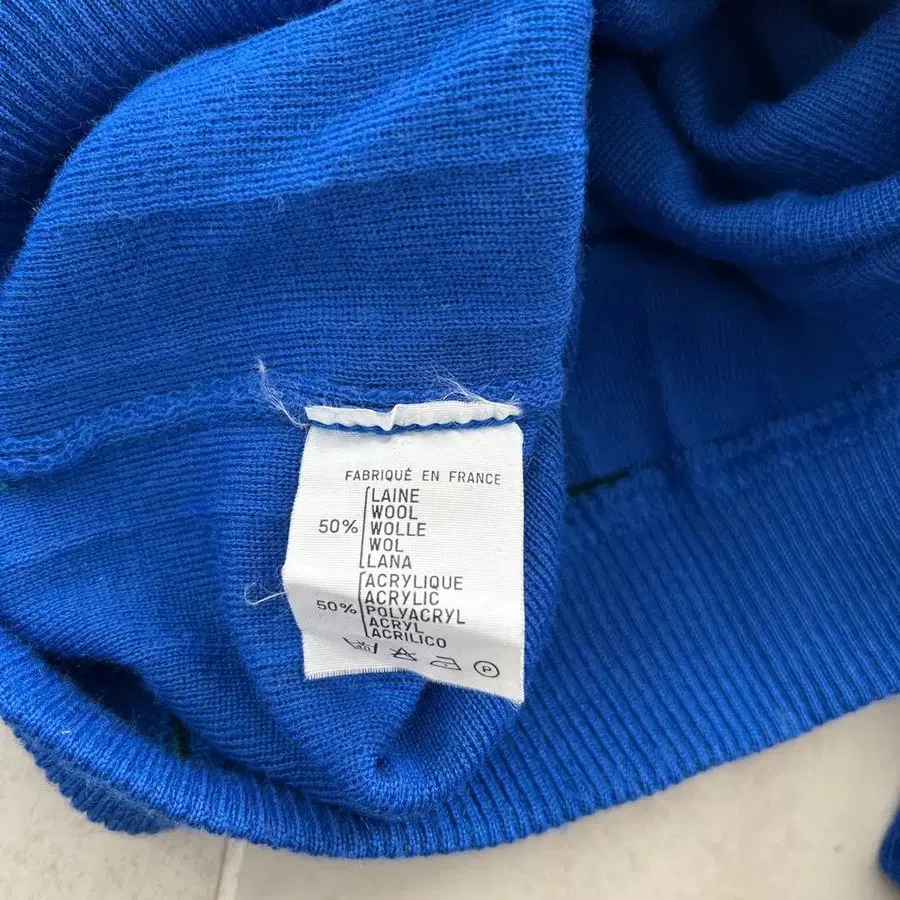 FABRIQUÉ EN FRANCE
LAINE
WOOL
50% WOLLE
WOL
LANA
ACRYLIQUE
ACRYLIC
50% POLYACRYL
ACRYL
ACRILICO
P